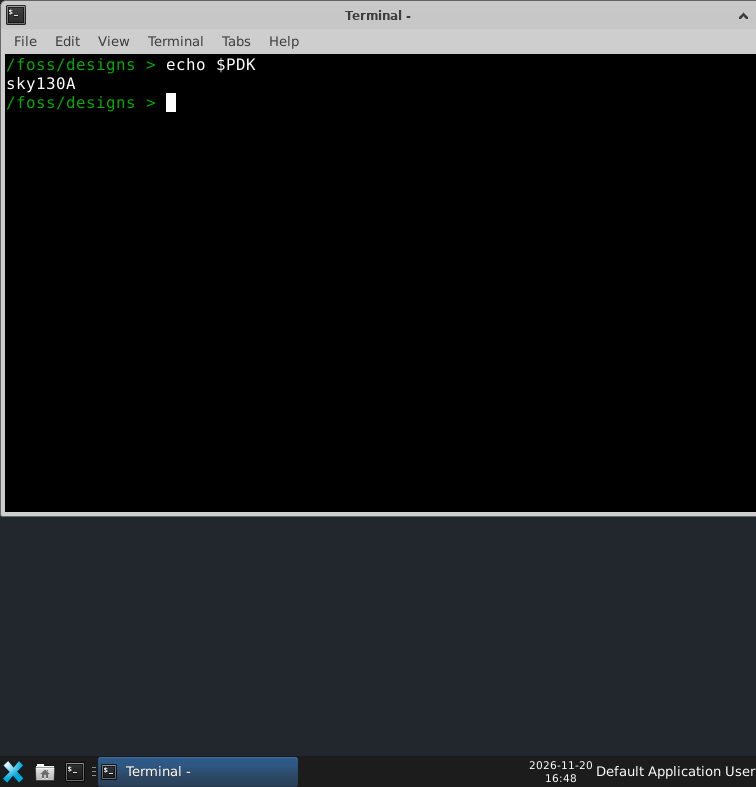 Terminal -
File Edit View Terminal Tabs Help
/foss/designs > echo $PDK
sky130A
/foss/designs >
Terminal -
2026-11-20
16:48
Default Application User